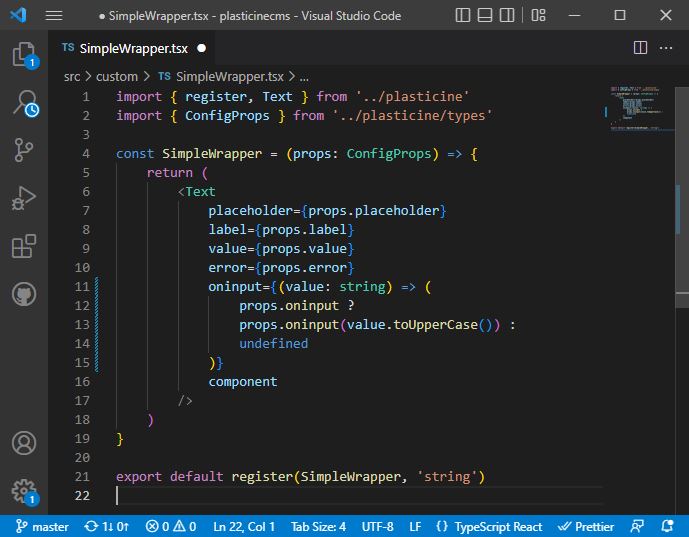 ● SimpleWrapper.tsx - plasticinecms - Visual Studio Code
TS SimpleWrapper.tsx ●
src > custom > TS SimpleWrapper.tsx > ...
1 import { register, Text } from '../plasticine'
2 import { ConfigProps } from '../plasticine/types'
3
4 const SimpleWrapper = (props: ConfigProps) => {
5     return (
6         <Text
7             placeholder={props.placeholder}
8             label={props.label}
9             value={props.value}
10             error={props.error}
11             oninput={(value: string) => (
12                 props.oninput ?
13                 props.oninput(value.toUpperCase()) :
14                 undefined
15             )}
16             component
17         />
18     )
19 }
20
21 export default register(SimpleWrapper, 'string')
22
1
1
master 1↓ 0↑ 0 0 Ln 22, Col 1 Tab Size: 4 UTF-8 LF { } TypeScript React Prettier